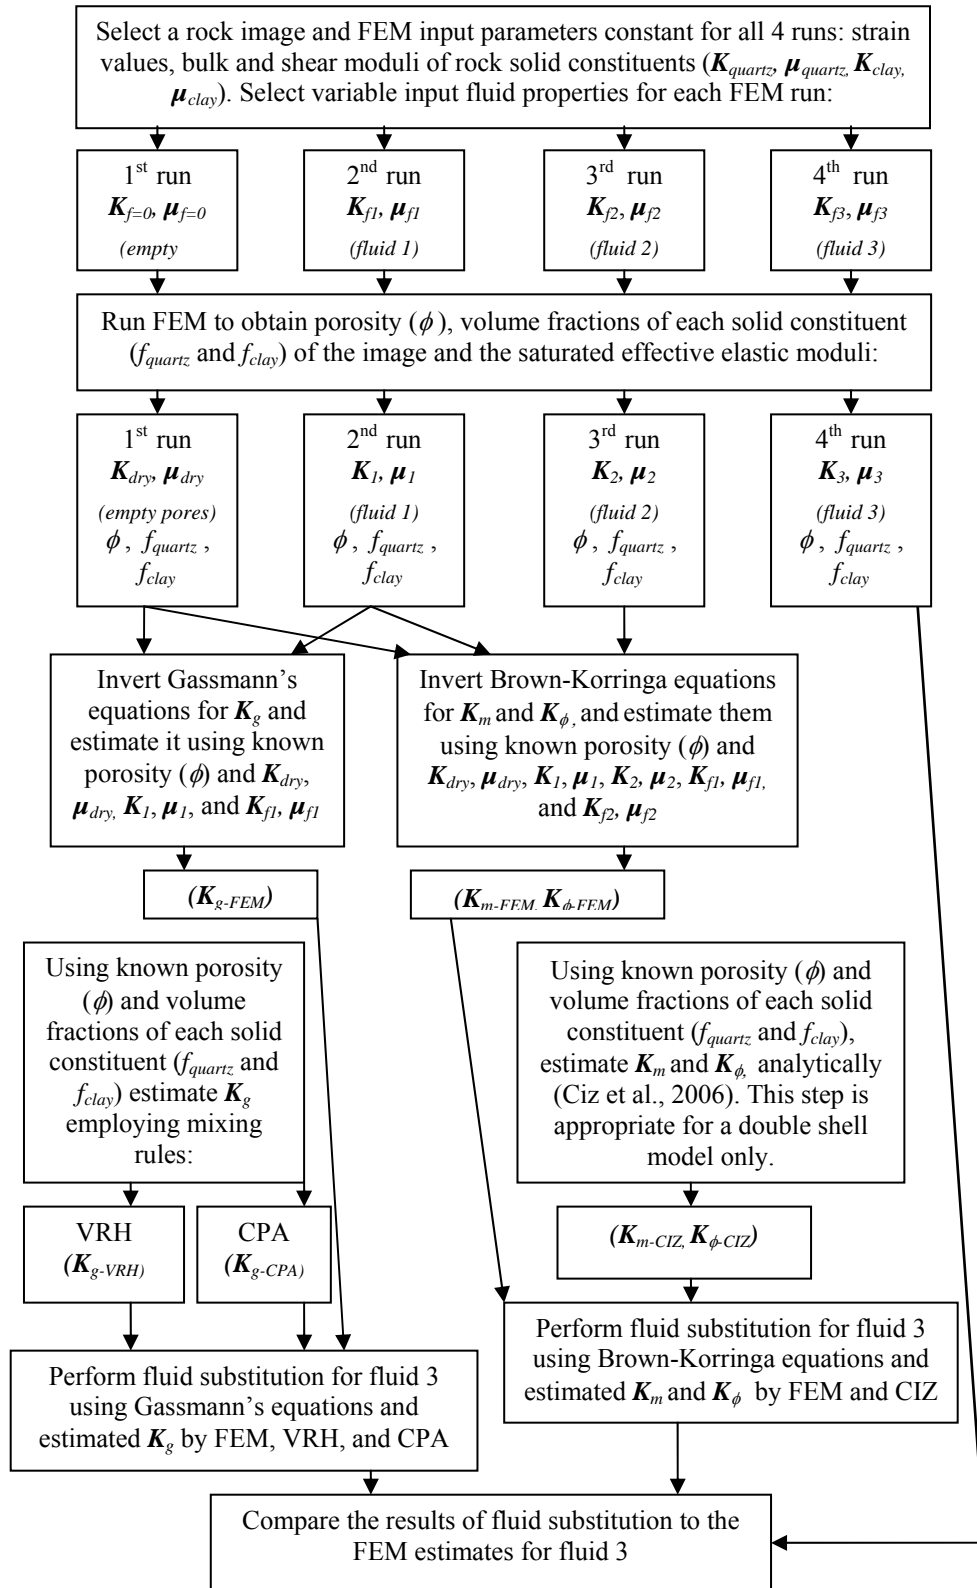 Select a rock image and FEM input parameters constant for all 4 runs: strain
values, bulk and shear moduli of rock solid constituents (K_quartz, μ_quartz, K_clay,
μ_clay). Select variable input fluid properties for each FEM run:
1st run
K_f=0, μ_f=0
(empty
2nd run
K_f1, μ_f1
(fluid 1)
3rd run
K_f2, μ_f2
(fluid 2)
4th run
K_f3, μ_f3
(fluid 3)
Run FEM to obtain porosity (ϕ), volume fractions of each solid constituent
(f_quartz and f_clay) of the image and the saturated effective elastic moduli:
1st run
K_dry, μ_dry
(empty pores)
ϕ, f_quartz,
f_clay
2nd run
K_1, μ_1
(fluid 1)
ϕ, f_quartz,
f_clay
3rd run
K_2, μ_2
(fluid 2)
ϕ, f_quartz,
f_clay
4th run
K_3, μ_3
(fluid 3)
ϕ, f_quartz,
f_clay
Invert Gassmann's
equations for K_g and
estimate it using known
porosity (ϕ) and K_dry,
μ_dry, K_1, μ_1, and K_f1, μ_f1
Invert Brown-Korringa equations
for K_m and K_ϕ, and estimate them
using known porosity (ϕ) and
K_dry, μ_dry, K_1, μ_1, K_2, μ_2, K_f1, μ_f1,
and K_f2, μ_f2
(K_g-FEM)
(K_m-FEM, K_ϕ-FEM)
Using known porosity
(ϕ) and volume
fractions of each solid
constituent (f_quartz and
f_clay) estimate K_g
employing mixing
rules:
Using known porosity (ϕ) and
volume fractions of each solid
constituent (f_quartz and f_clay),
estimate K_m and K_ϕ, analytically
(Ciz et al., 2006). This step is
appropriate for a double shell
model only.
VRH
(K_g-VRH)
CPA
(K_g-CPA)
(K_m-CIZ, K_ϕ-CIZ)
Perform fluid substitution for fluid 3
using Gassmann's equations and
estimated K_g by FEM, VRH, and CPA
Perform fluid substitution for fluid 3
using Brown-Korringa equations and
estimated K_m and K_ϕ by FEM and CIZ
Compare the results of fluid substitution to the
FEM estimates for fluid 3